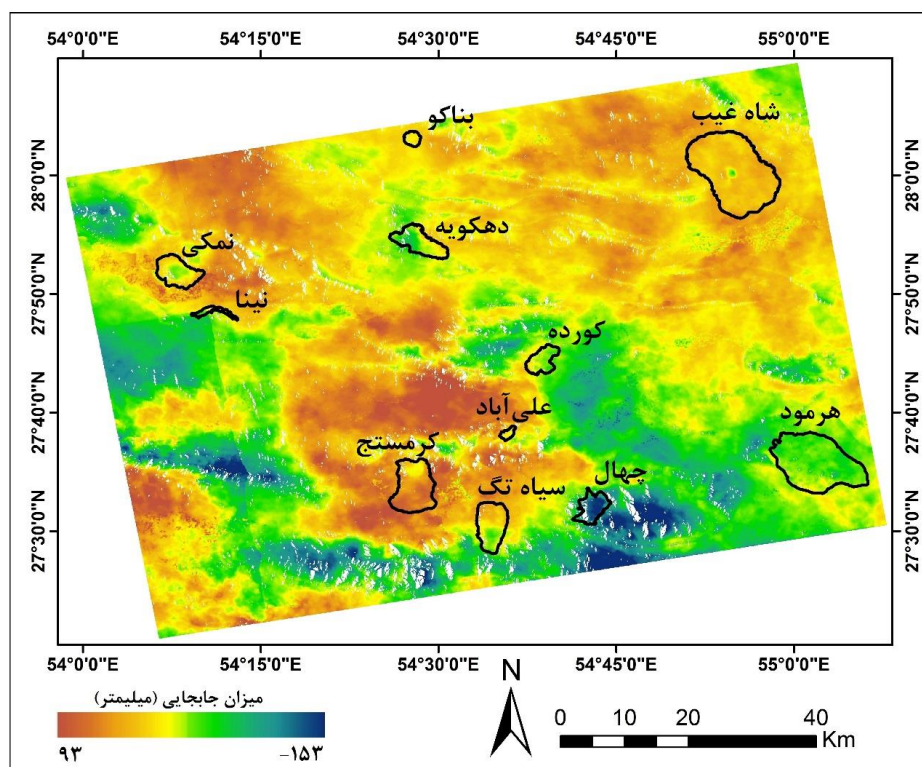 54°0'0"E 54°15'0"E 54°30'0"E 54°45'0"E 55°0'0"E
28°0'0"N 28°0'0"N
27°50'0"N 27°50'0"N
27°40'0"N 27°40'0"N
27°30'0"N 27°30'0"N
بناکو
شاه غیب
دهکویه
نمکی
نینا
کورده
علی‌آباد
هرمود
کرمستج
چهال
سیاه تگ
54°0'0"E 54°15'0"E 54°30'0"E 54°45'0"E 55°0'0"E
میزان جابجایی (میلیمتر)
۹۳ -۱۵۳
N
0 10 20 40
Km